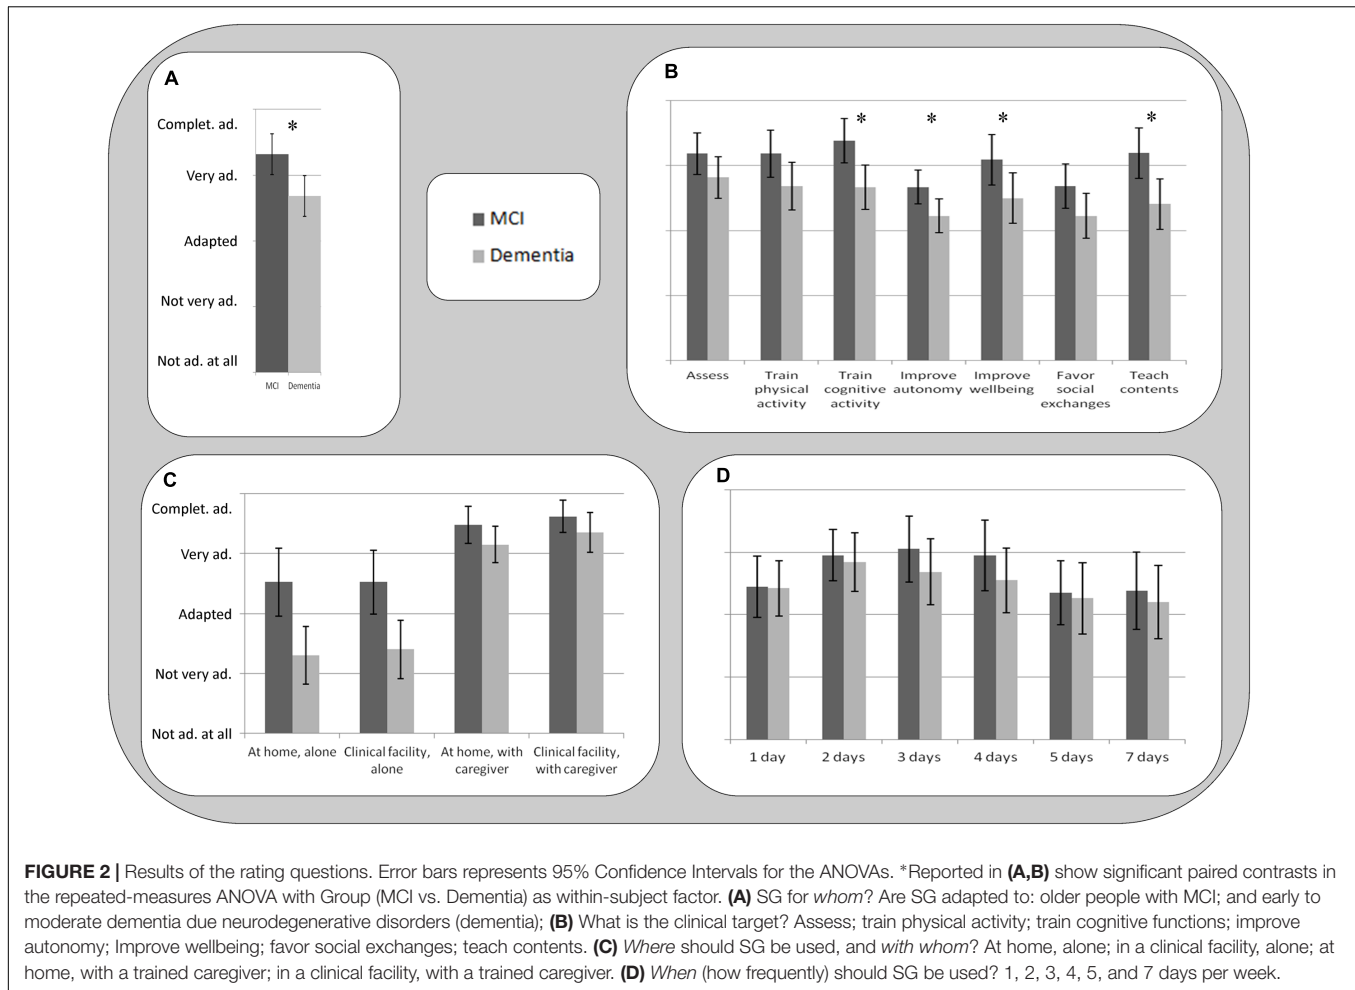 A
Complet. ad.
Very ad.
Adapted
Not very ad.
Not ad. at all
*
MCI
Dementia
MCI
Dementia
B
*
*
*
*
Assess
Train physical activity
Train cognitive activity
Improve autonomy
Improve wellbeing
Favor social exchanges
Teach contents
C
Complet. ad.
Very ad.
Adapted
Not very ad.
Not ad. at all
At home, alone
Clinical facility, alone
At home, with caregiver
Clinical facility, with caregiver
D
1 day
2 days
3 days
4 days
5 days
7 days
FIGURE 2 | Results of the rating questions. Error bars represents 95% Confidence Intervals for the ANOVAs. *Reported in (A,B) show significant paired contrasts in
the repeated-measures ANOVA with Group (MCI vs. Dementia) as within-subject factor. (A) SG for whom? Are SG adapted to: older people with MCI; and early to
moderate dementia due neurodegenerative disorders (dementia); (B) What is the clinical target? Assess; train physical activity; train cognitive functions; improve
autonomy; Improve wellbeing; favor social exchanges; teach contents. (C) Where should SG be used, and with whom? At home, alone; in a clinical facility, alone; at
home, with a trained caregiver; in a clinical facility, with a trained caregiver. (D) When (how frequently) should SG be used? 1, 2, 3, 4, 5, and 7 days per week.